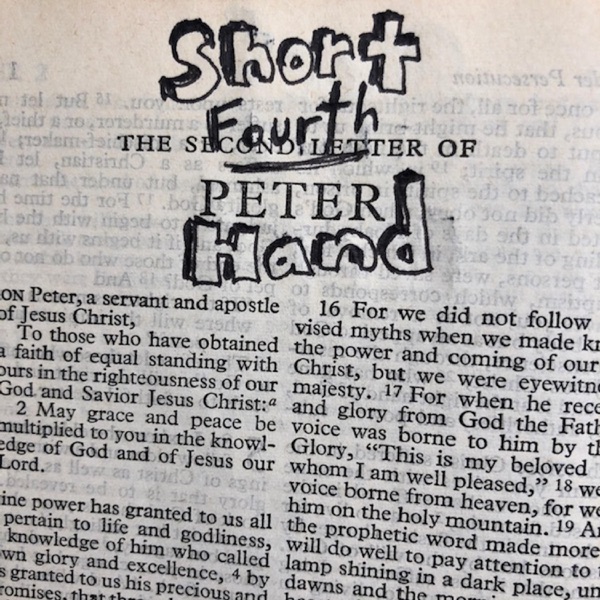 Short
Fourth
THE SECOND LETTER OF
PETER
Hand
ON Peter, a servant and apostle
of Jesus Christ,
To those who have obtained
a faith of equal standing with
ours in the righteousness of our
God and Savior Jesus Christ:a
2 May grace and peace be
multiplied to you in the knowl-
edge of God and of Jesus our
Lord.
ine power has granted to us all
pertain to life and godliness,
knowledge of him who called
wn glory and excellence, 4 by
s granted to us his precious and
romises, that
16 For we did not follow
vised myths when we made kn
the power and coming of our
Christ, but we were eyewitne
majesty. 17 For when he rece
and glory from God the Fath
voice was borne to him by th
Glory, "This is my beloved
whom I am well pleased," 18 we
voice borne from heaven, for we
him on the holy mountain. 19 An
the prophetic word made more
will do well to pay attention to t
lamp shining in a dark place, un
dawns and the